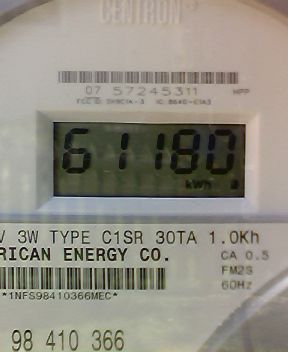 CENTRON
07 57245311 HPP
61180
kWh
V 3W TYPE C1SR 30TA 1.0Kh
RICAN ENERGY CO. CA 0.5
FM2S
60Hz
*1NFS98410366MEC*
98 410 366